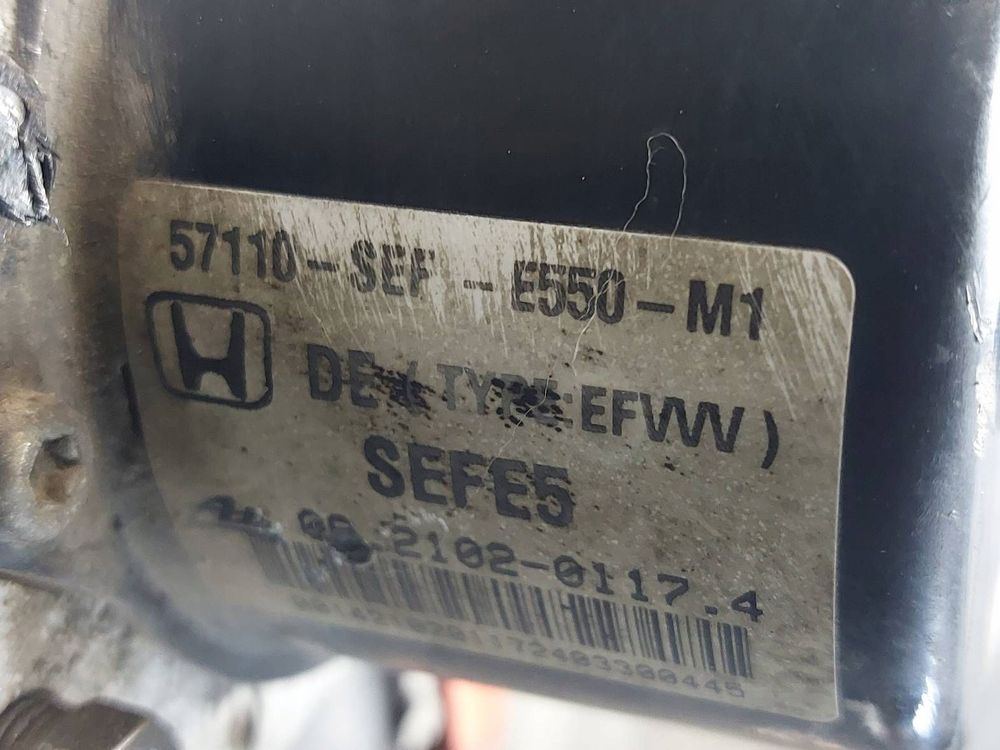 57110-SEF-E550-M1
DE ( TYPE:EFVVV )
SEFE5
2102-0117.4